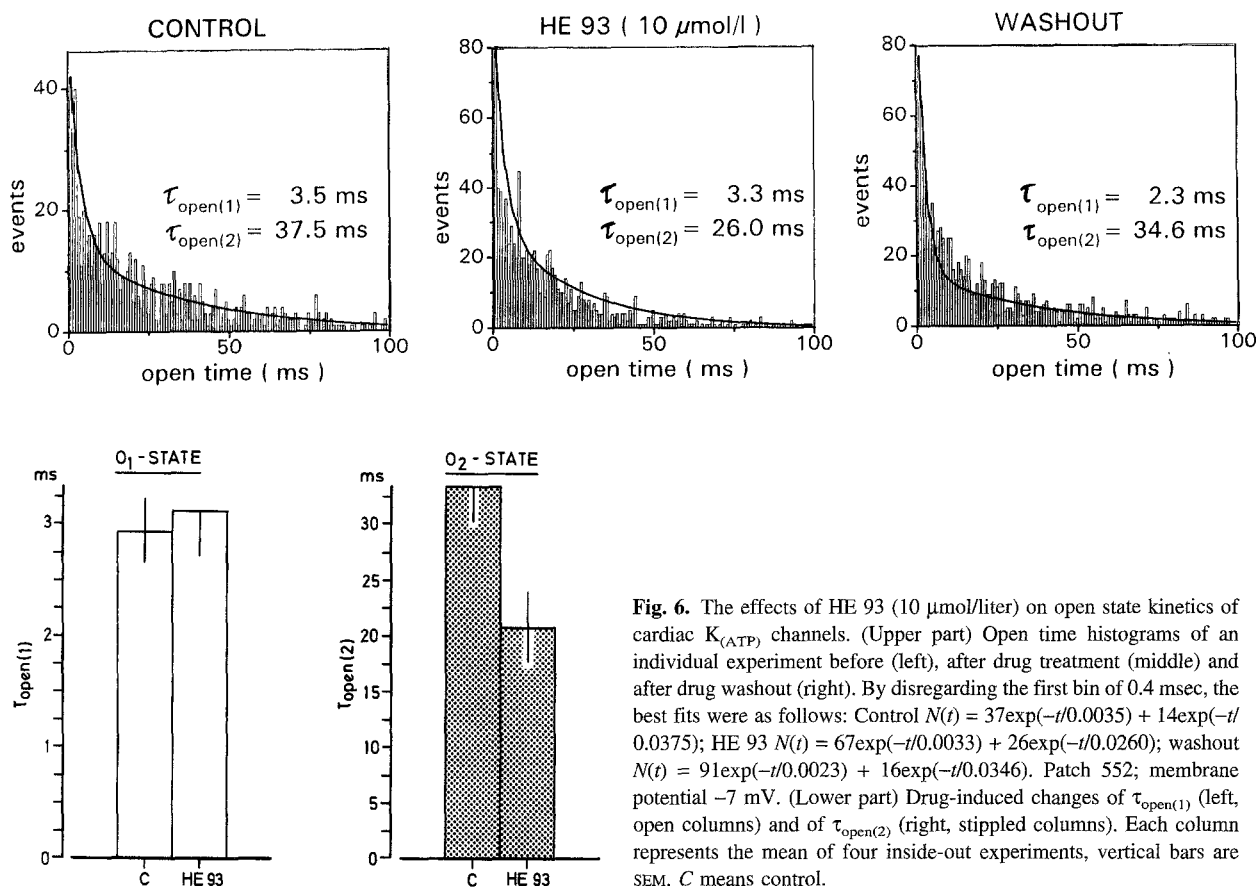 CONTROL
40
20
0
events
τopen(1) = 3.5 ms
τopen(2) = 37.5 ms
0 50 100
open time ( ms )
HE 93 ( 10 µmol/l )
80
60
40
20
0
events
τopen(1) = 3.3 ms
τopen(2) = 26.0 ms
0 50 100
open time ( ms )
WASHOUT
80
60
40
20
0
events
τopen(1) = 2.3 ms
τopen(2) = 34.6 ms
0 50 100
open time ( ms )
O1-STATE
ms
3
2
1
0
τopen(1)
C HE 93
O2-STATE
ms
30
25
20
15
10
5
0
τopen(2)
C HE 93
Fig. 6. The effects of HE 93 (10 µmol/liter) on open state kinetics of
cardiac K(ATP) channels. (Upper part) Open time histograms of an
individual experiment before (left), after drug treatment (middle) and
after drug washout (right). By disregarding the first bin of 0.4 msec, the
best fits were as follows: Control N(t) = 37exp(−t/0.0035) + 14exp(−t/
0.0375); HE 93 N(t) = 67exp(−t/0.0033) + 26exp(−t/0.0260); washout
N(t) = 91exp(−t/0.0023) + 16exp(−t/0.0346). Patch 552; membrane
potential −7 mV. (Lower part) Drug-induced changes of τopen(1) (left,
open columns) and of τopen(2) (right, stippled columns). Each column
represents the mean of four inside-out experiments, vertical bars are
SEM. C means control.